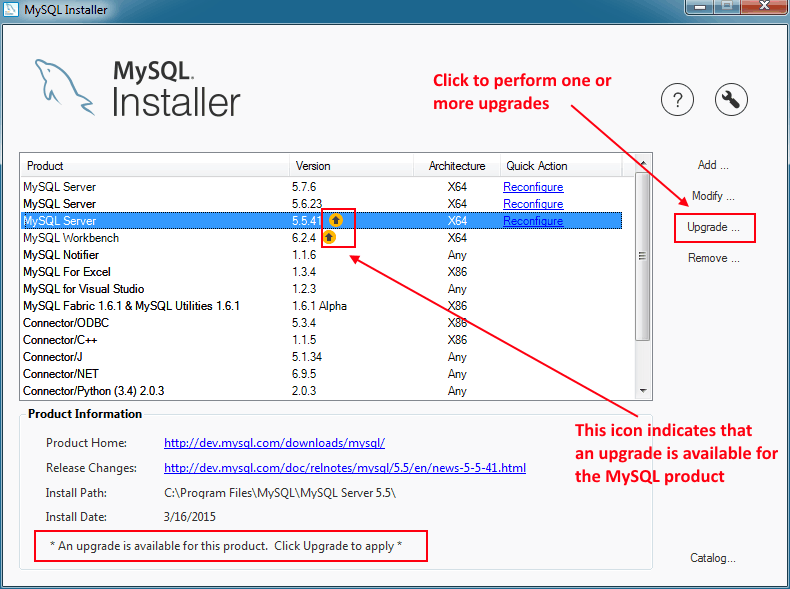 MySQL Installer
MySQL.
Installer
Click to perform one or
more upgrades
?
Product Version Architecture Quick Action
MySQL Server 5.7.6 X64 Reconfigure
MySQL Server 5.6.23 X64 Reconfigure
MySQL Server 5.5.41 X64 Reconfigure
MySQL Workbench 6.2.4 X64
MySQL Notifier 1.1.6 Any
MySQL For Excel 1.3.4 X86
MySQL for Visual Studio 1.2.3 Any
MySQL Fabric 1.6.1 & MySQL Utilities 1.6.1 1.6.1 Alpha X86
Connector/ODBC 5.3.4 X86
Connector/C++ 1.1.5 X86
Connector/J 5.1.34 Any
Connector/NET 6.9.5 Any
Connector/Python (3.4) 2.0.3 2.0.3 Any
Add ...
Modify ...
Upgrade ...
Remove ...
This icon indicates that
an upgrade is available for
the MySQL product
Product Information
Product Home: http://dev.mysql.com/downloads/mysql/
Release Changes: http://dev.mysql.com/doc/relnotes/mysql/5.5/en/news-5-5-41.html
Install Path: C:\Program Files\MySQL\MySQL Server 5.5\
Install Date: 3/16/2015
* An upgrade is available for this product. Click Upgrade to apply *
Catalog...